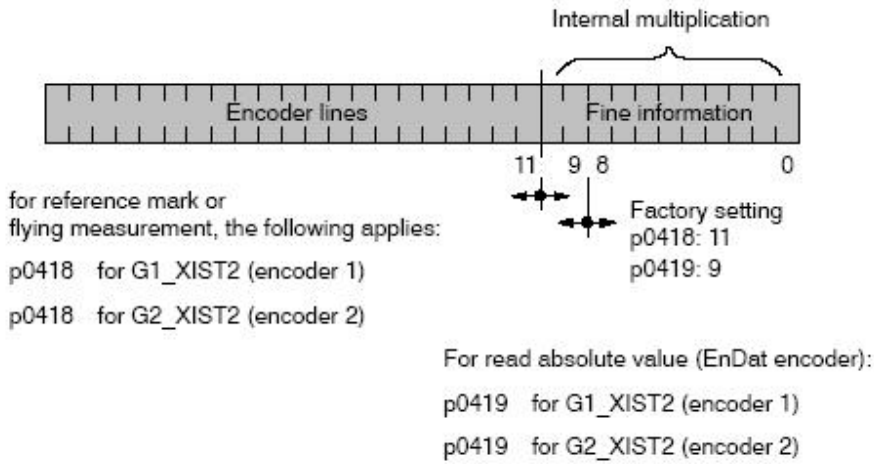 Internal multiplication
Encoder lines
Fine information
11 9 8 0
for reference mark or
flying measurement, the following applies:
p0418 for G1_XIST2 (encoder 1)
p0418 for G2_XIST2 (encoder 2)
Factory setting
p0418: 11
p0419: 9
For read absolute value (EnDat encoder):
p0419 for G1_XIST2 (encoder 1)
p0419 for G2_XIST2 (encoder 2)